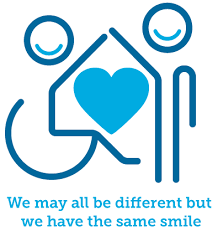 We may all be different but
we have the same smile